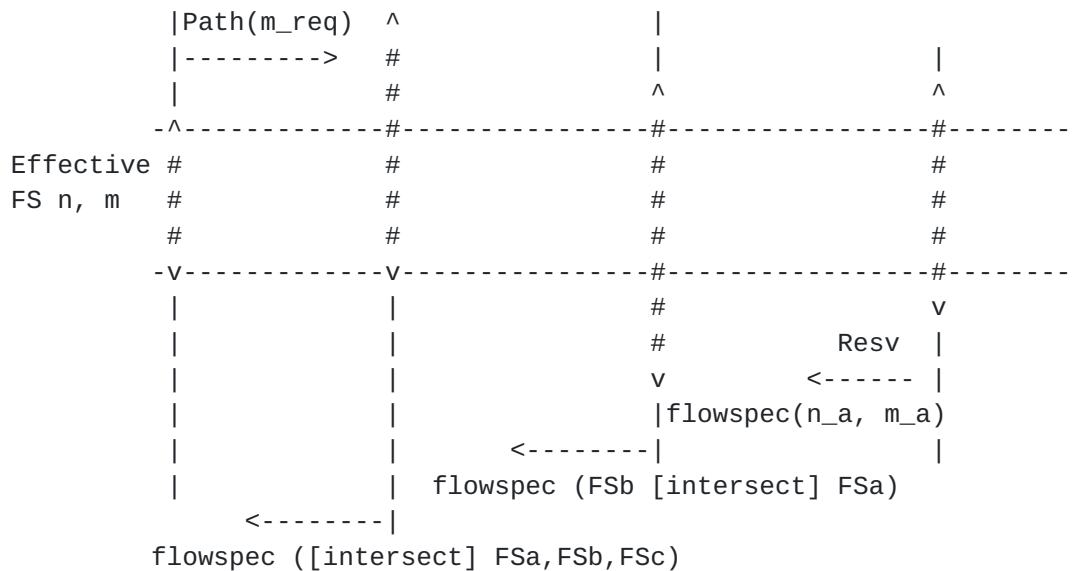 |Path(m_req)   ^                |
|--------->   #                |                 |
|             #                ^                 ^
-^-------------#----------------#-----------------#--------
Effective #             #                #                 #
FS n, m   #             #                #                 #
#             #                #                 #
-v-------------v----------------#-----------------#--------
|             |                #                 v
|             |                #           Resv  |
|             |                v         <------ |
|             |                |flowspec(n_a, m_a)
|             |       <--------|                 |
|             |  flowspec (FSb [intersect] FSa)
<--------|
flowspec ([intersect] FSa,FSb,FSc)